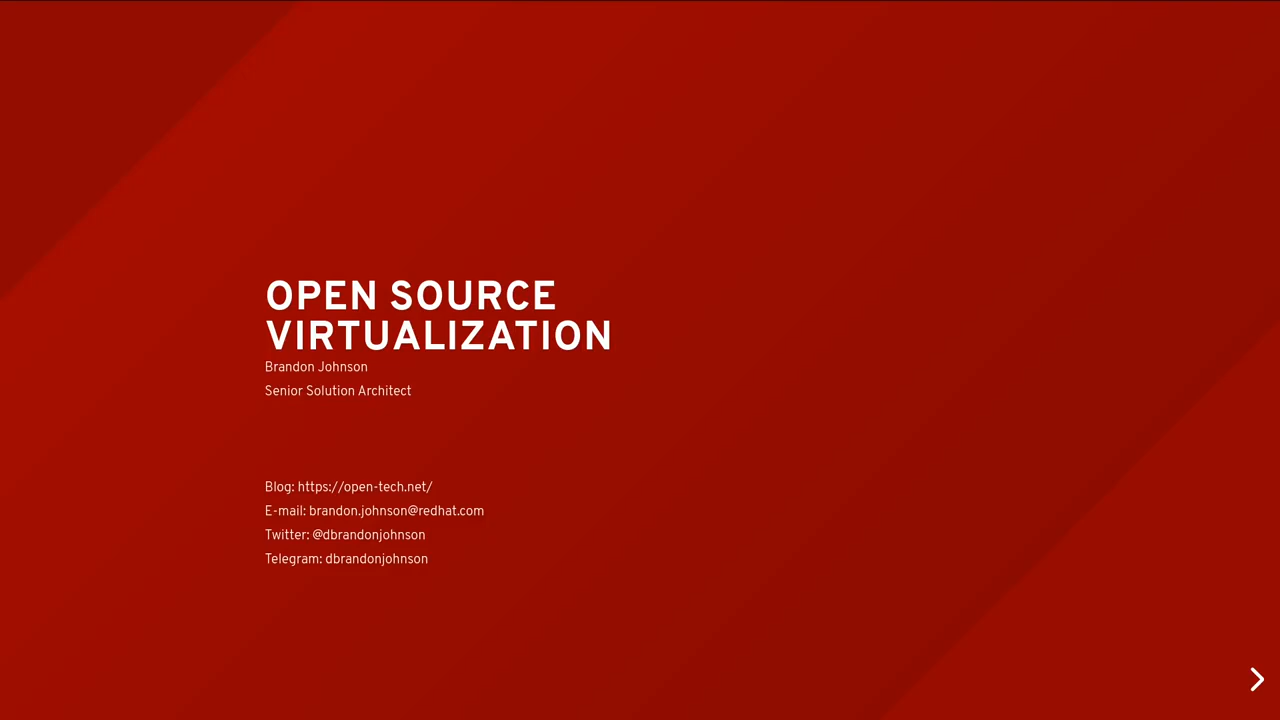 OPEN SOURCE
VIRTUALIZATION
Brandon Johnson
Senior Solution Architect
Blog: https://open-tech.net/
E-mail: brandon.johnson@redhat.com
Twitter: @dbrandonjohnson
Telegram: dbrandonjohnson